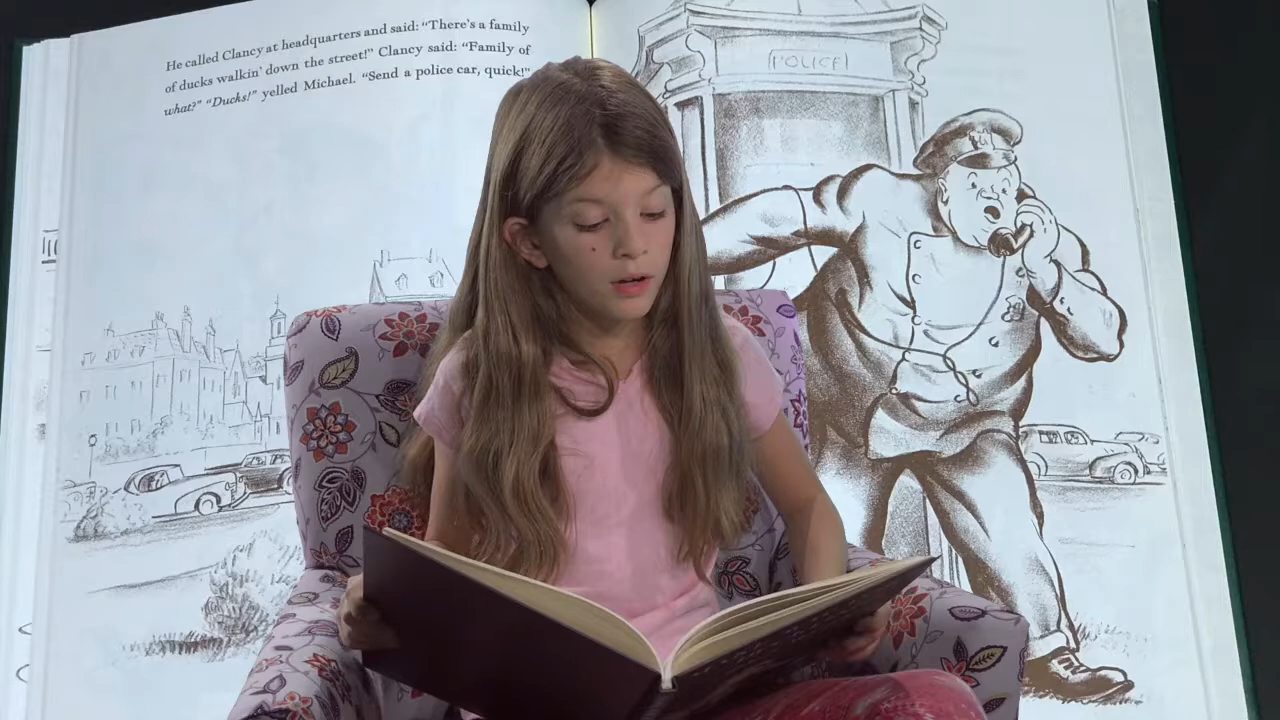 He called Clancy at headquarters and said: “There’s a family
of ducks walkin’ down the street!” Clancy said: “Family of
what?” “Ducks!” yelled Michael. “Send a police car, quick!”
POLICE